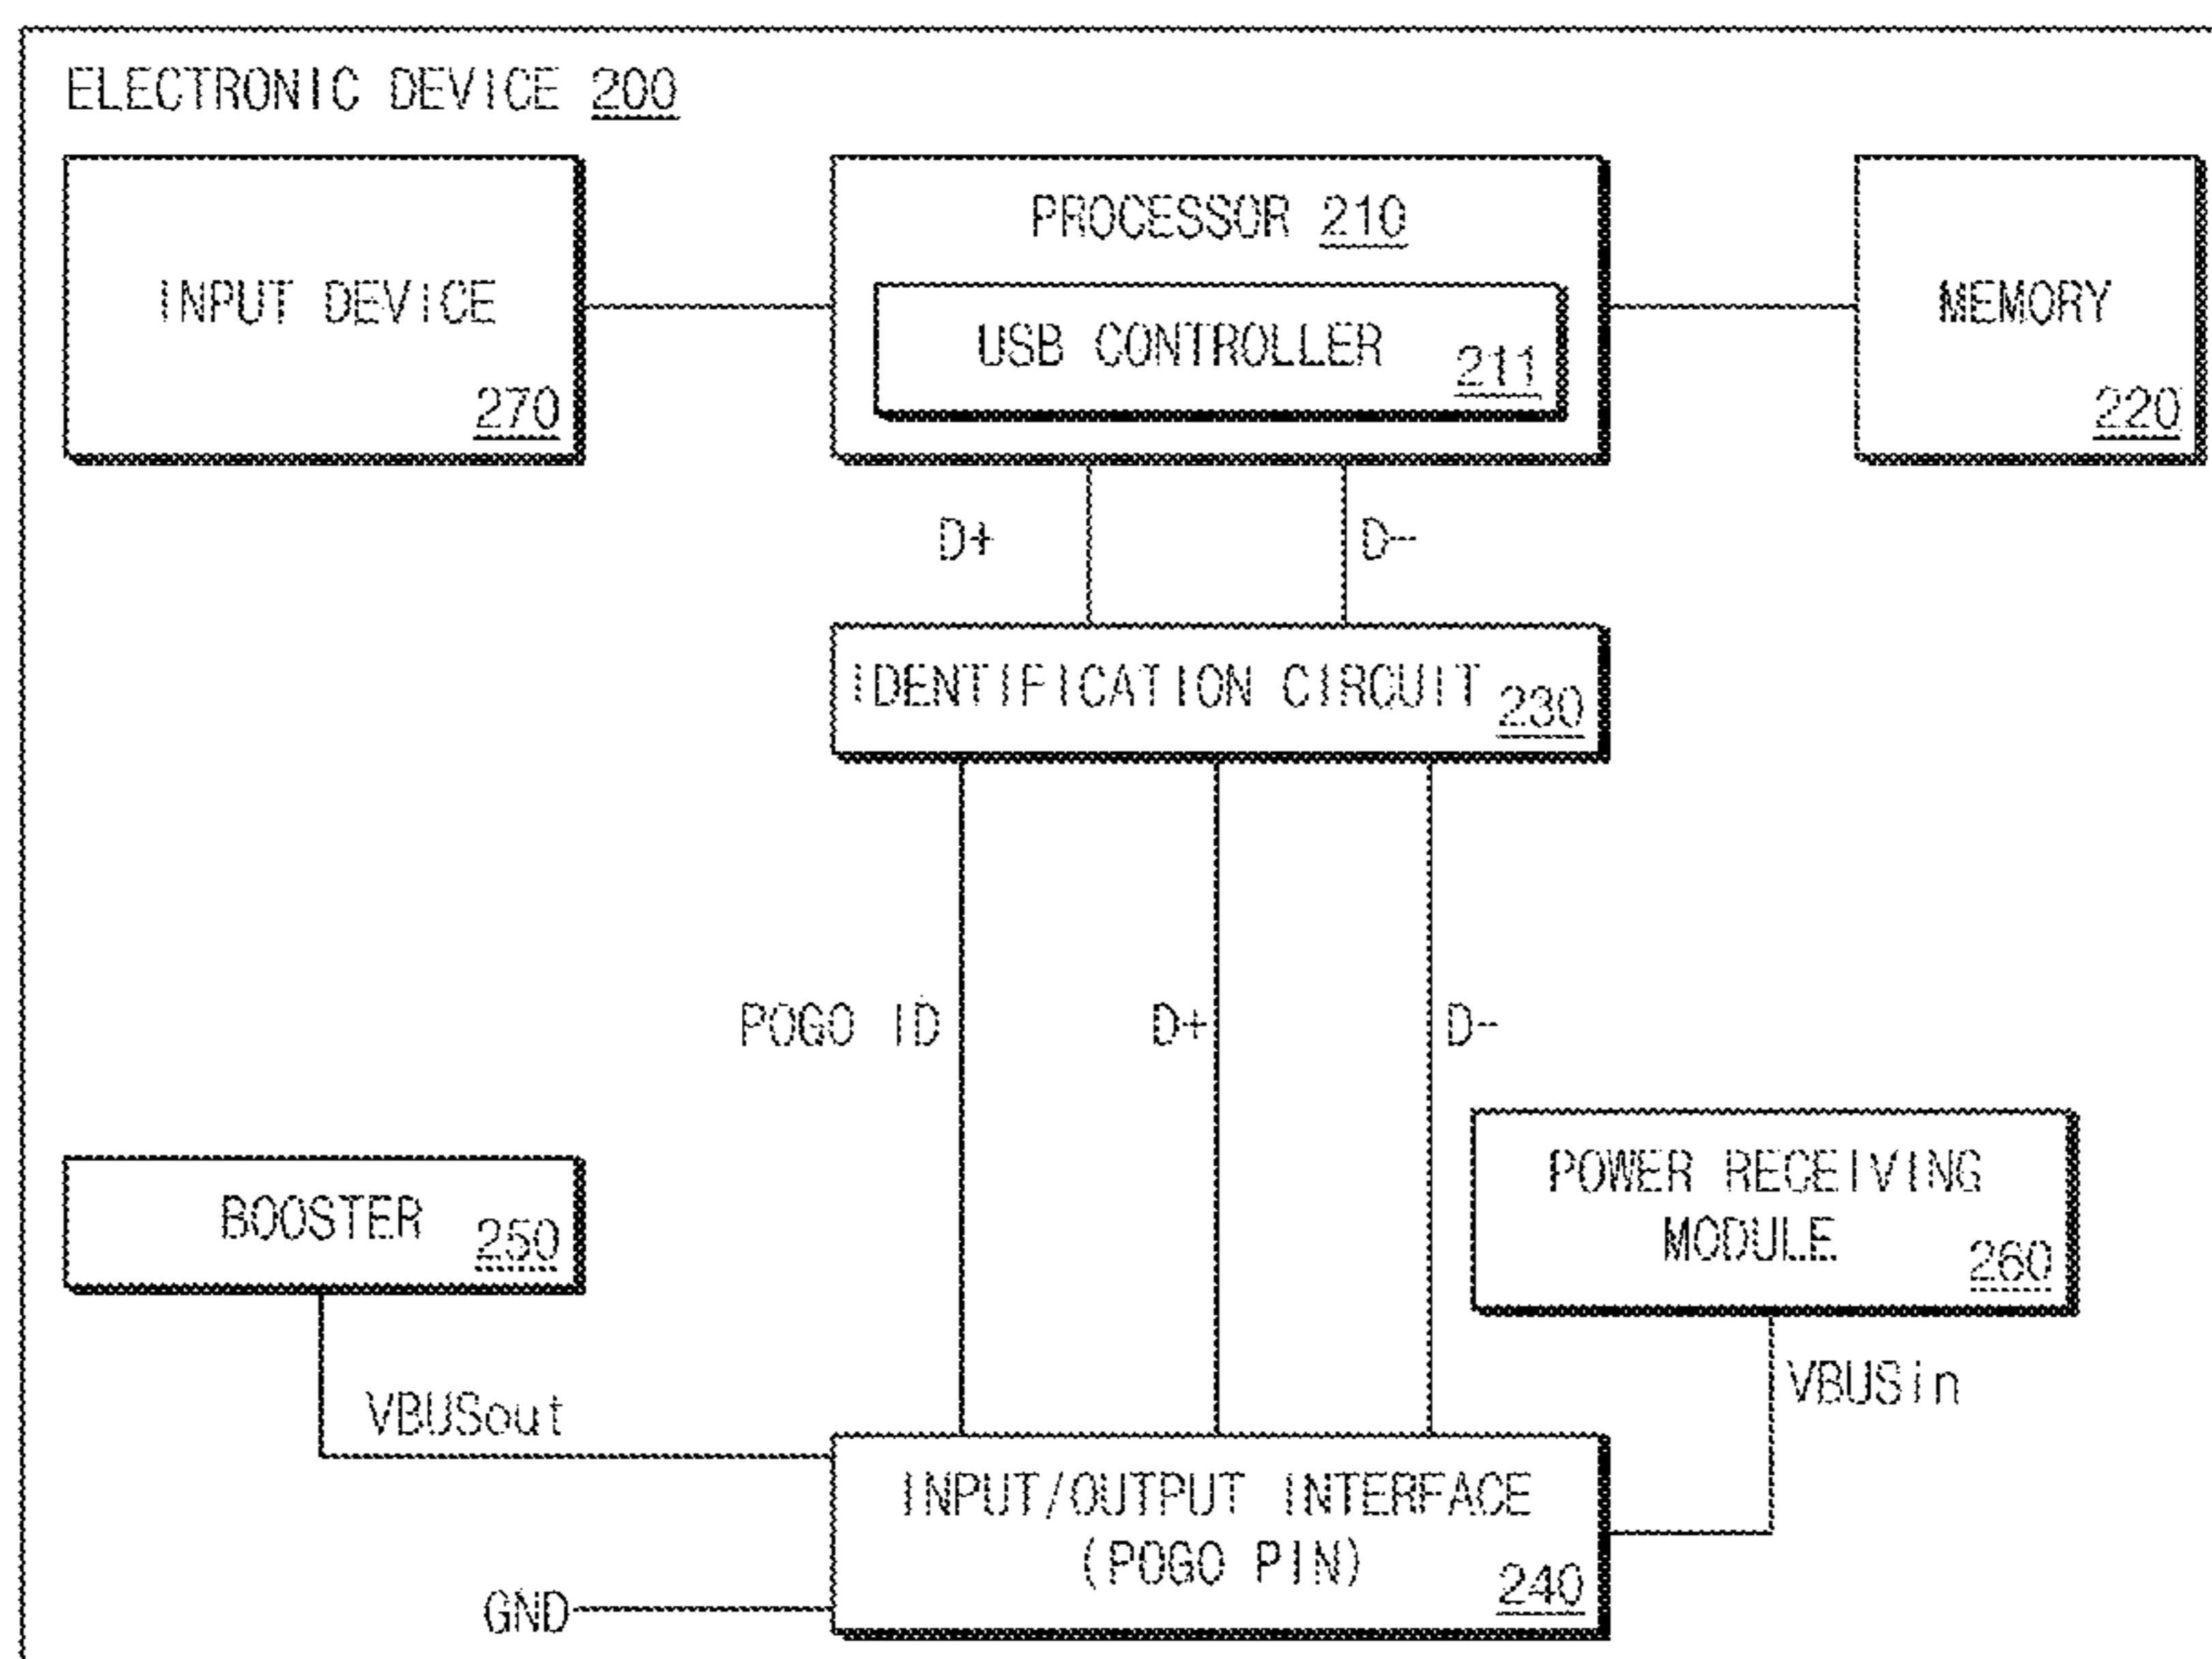 ELECTRONIC DEVICE 200
INPUT DEVICE
270
PROCESSOR 210
USB CONTROLLER
211
MEMORY
220
D+
D-
IDENTIFICATION CIRCUIT 230
POGO ID
D+
D-
BOOSTER
250
POWER RECEIVING
MODULE
260
VBUSout
VBUSin
INPUT/OUTPUT INTERFACE
(POGO PIN)
240
GND